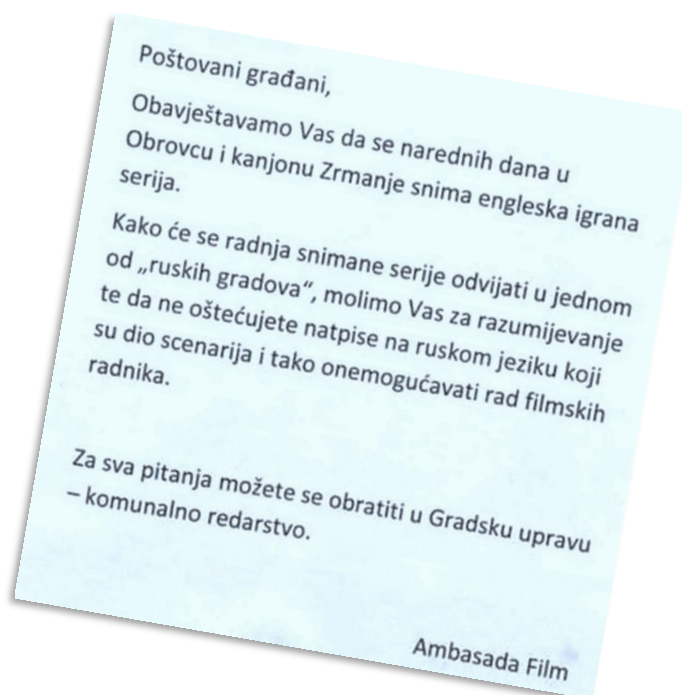 Poštovani građani,
Obavještavamo Vas da se narednih dana u
Obrovcu i kanjonu Zrmanje snima engleska igrana
serija.
Kako će se radnja snimane serije odvijati u jednom
od „ruskih gradova“, molimo Vas za razumijevanje
te da ne oštećujete natpise na ruskom jeziku koji
su dio scenarija i tako onemogućavati rad filmskih
radnika.
Za sva pitanja možete se obratiti u Gradsku upravu
– komunalno redarstvo.
Ambasada Film